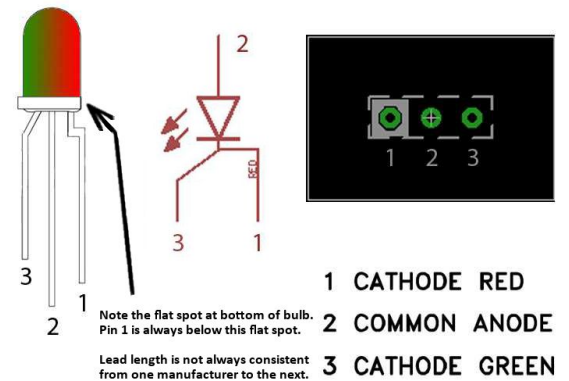 2
RED
3
1
3
1
2
1 2 3
Note the flat spot at bottom of bulb.
Pin 1 is always below this flat spot.
Lead length is not always consistent
from one manufacturer to the next.
1 CATHODE RED
2 COMMON ANODE
3 CATHODE GREEN